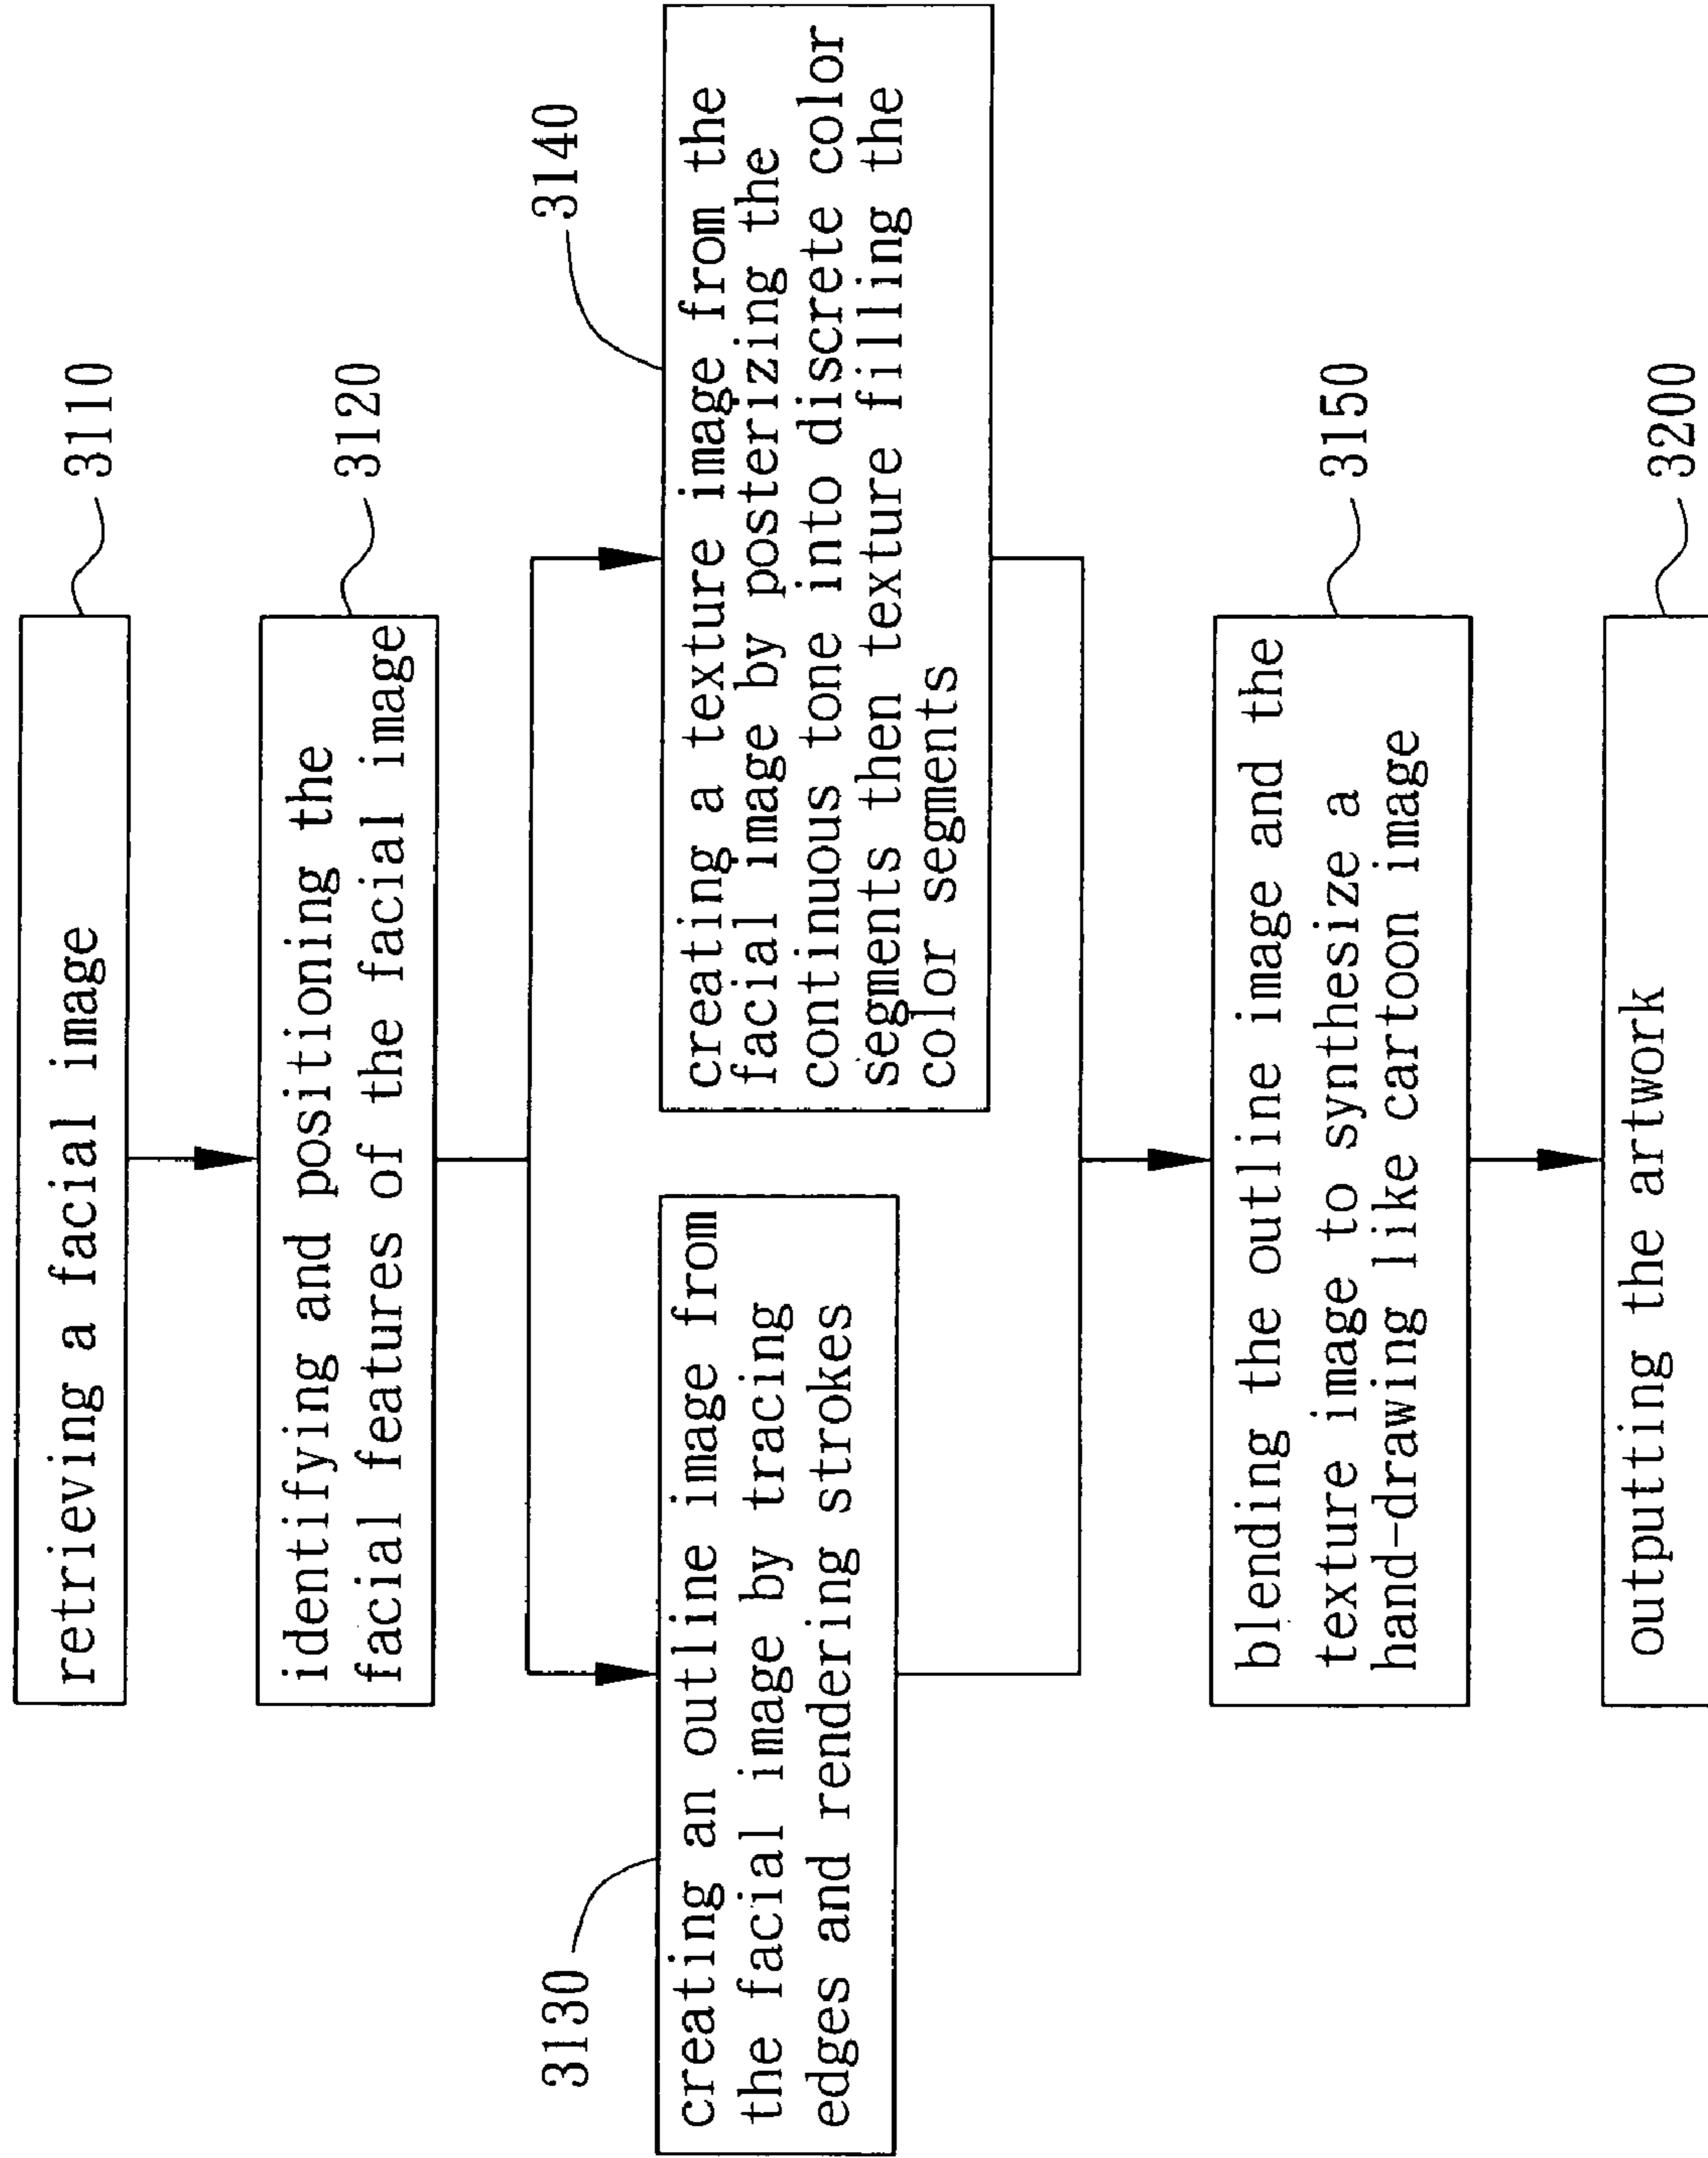 retrieving a facial image
3110
identifying and positioning the
facial features of the facial image
3120
3130
creating an outline image from
the facial image by tracing
edges and rendering strokes
3140
creating a texture image from the
facial image by posterizing the
continuous tone into discrete color
segments then texture filling the
color segments
blending the outline image and the
texture image to synthesize a
hand-drawing like cartoon image
3150
outputting the artwork
3200